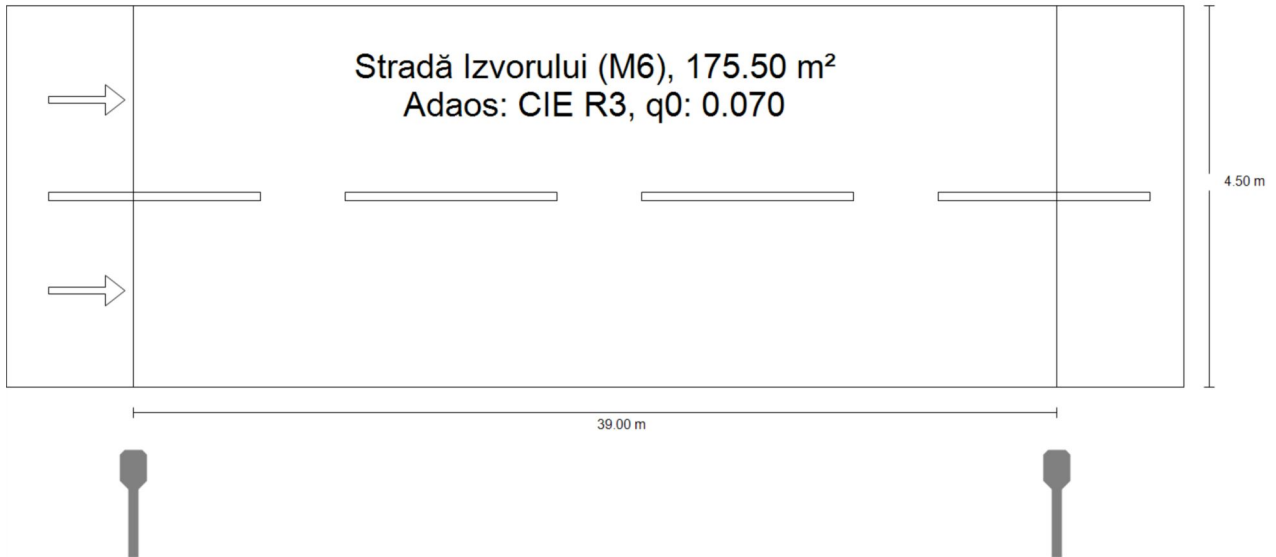 Stradă Izvorului (M6), 175.50 m²
Adaos: CIE R3, q0: 0.070
4.50 m
39.00 m